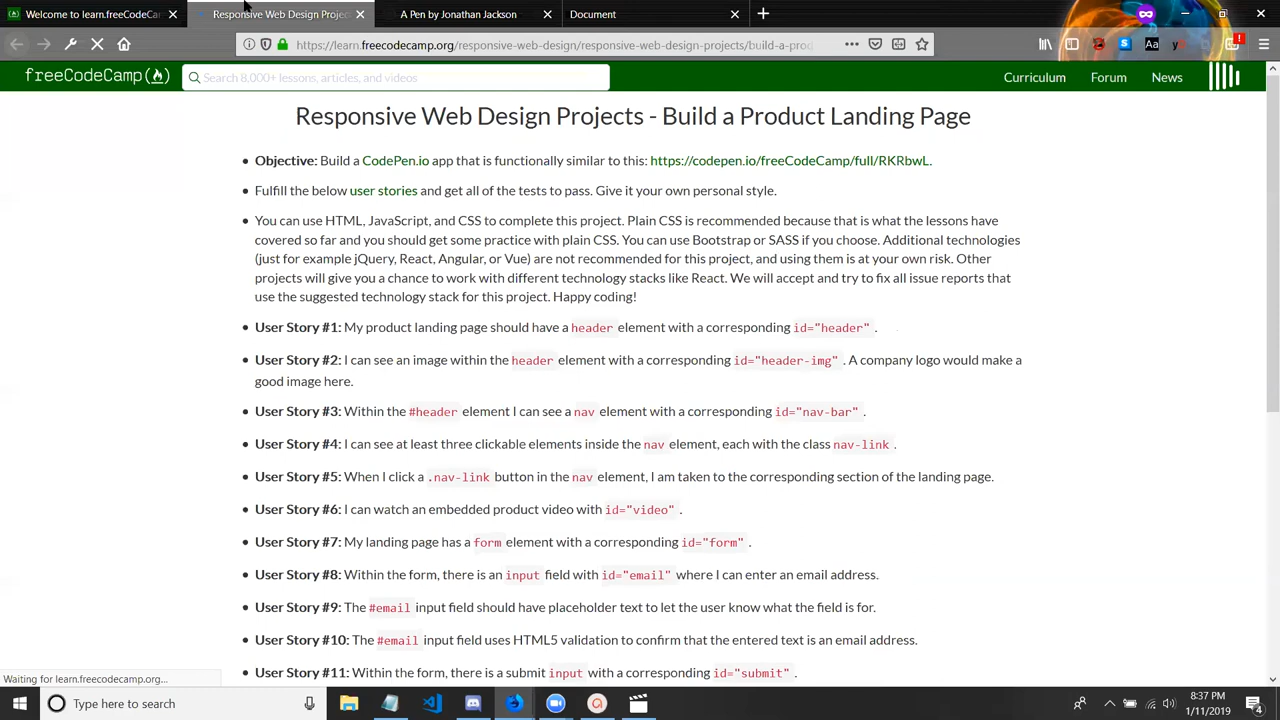 Welcome to learn.freeCodeCam
Responsive Web Design Projec
A Pen by Jonathan Jackson
Document
https://learn.freecodecamp.org/responsive-web-design/responsive-web-design-projects/build-a-prod
freeCodeCamp
Search 8,000+ lessons, articles, and videos
Curriculum
Forum
News
Responsive Web Design Projects - Build a Product Landing Page
Objective: Build a CodePen.io app that is functionally similar to this: https://codepen.io/freeCodeCamp/full/RKRbwL.
Fulfill the below user stories and get all of the tests to pass. Give it your own personal style.
You can use HTML, JavaScript, and CSS to complete this project. Plain CSS is recommended because that is what the lessons have
covered so far and you should get some practice with plain CSS. You can use Bootstrap or SASS if you choose. Additional technologies
(just for example jQuery, React, Angular, or Vue) are not recommended for this project, and using them is at your own risk. Other
projects will give you a chance to work with different technology stacks like React. We will accept and try to fix all issue reports that
use the suggested technology stack for this project. Happy coding!
User Story #1: My product landing page should have a header element with a corresponding id="header" .
User Story #2: I can see an image within the header element with a corresponding id="header-img" . A company logo would make a
good image here.
User Story #3: Within the #header element I can see a nav element with a corresponding id="nav-bar" .
User Story #4: I can see at least three clickable elements inside the nav element, each with the class nav-link .
User Story #5: When I click a .nav-link button in the nav element, I am taken to the corresponding section of the landing page.
User Story #6: I can watch an embedded product video with id="video" .
User Story #7: My landing page has a form element with a corresponding id="form" .
User Story #8: Within the form, there is an input field with id="email" where I can enter an email address.
User Story #9: The #email input field should have placeholder text to let the user know what the field is for.
User Story #10: The #email input field uses HTML5 validation to confirm that the entered text is an email address.
User Story #11: Within the form, there is a submit input with a corresponding id="submit" .
Waiting for learn.freecodecamp.org...
Type here to search
8:37 PM
1/11/2019